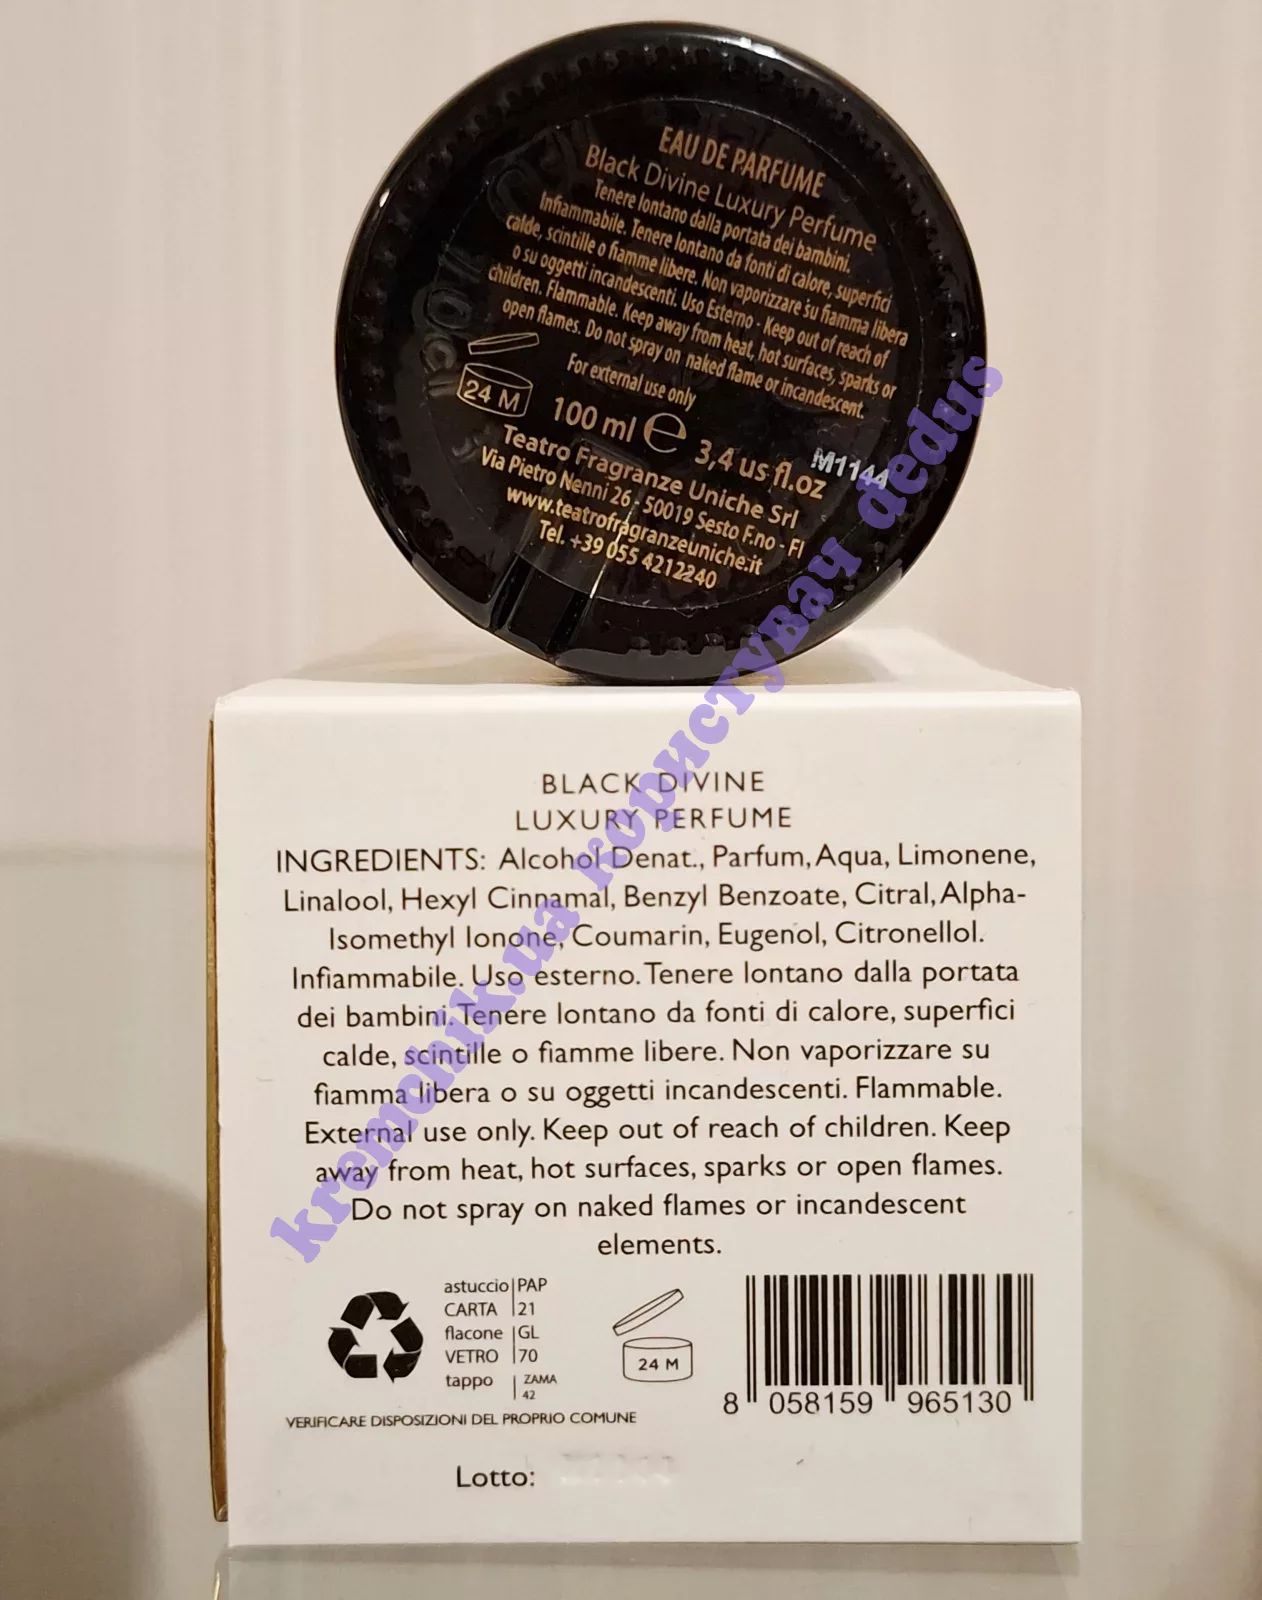 EAU DE PARFUME
Black Divine Luxury Perfume
Tenere lontano dalla portata dei bambini.
Infiammabile. Tenere lontano da fonti di calore, superfici
calde, scintille o fiamme libere. Non vaporizzare su fiamma libera
o su oggetti incandescenti. Uso Esterno - Keep out of reach of
children. Flammable. Keep away from heat, hot surfaces, sparks or
open flames. Do not spray on naked flame or incandescent.
For external use only
24 M
100 ml e 3,4 us fl.oz
M1144
Teatro Fragranze Uniche Srl
Via Pietro Nenni 26 - 50019 Sesto F.no - FI
www.teatrofragranzeuniche.it
Tel. +39 055 4212240
kremchik.ua користувач dedus
BLACK DIVINE
LUXURY PERFUME
INGREDIENTS: Alcohol Denat., Parfum, Aqua, Limonene,
Linalool, Hexyl Cinnamal, Benzyl Benzoate, Citral, Alpha-
Isomethyl Ionone, Coumarin, Eugenol, Citronellol.
Infiammabile. Uso esterno. Tenere lontano dalla portata
dei bambini. Tenere lontano da fonti di calore, superfici
calde, scintille o fiamme libere. Non vaporizzare su
fiamma libera o su oggetti incandescenti. Flammable.
External use only. Keep out of reach of children. Keep
away from heat, hot surfaces, sparks or open flames.
Do not spray on naked flames or incandescent
elements.
astuccio PAP
CARTA 21
flacone GL
VETRO 70
tappo ZAMA
42
24 M
8 058159 965130
VERIFICARE DISPOSIZIONI DEL PROPRIO COMUNE
Lotto: